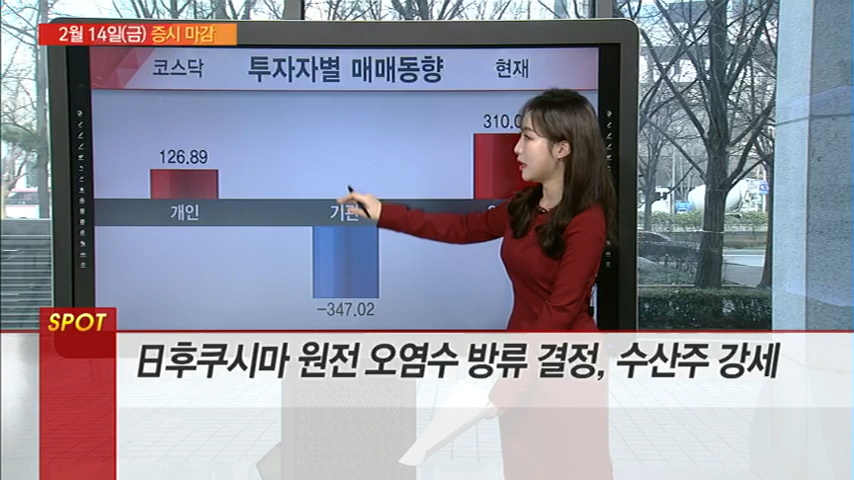 2월 14일(금) 증시 마감
코스닥 투자자별 매매동향 현재
126.89
310.0
개인
기관
-347.02
SPOT
日후쿠시마 원전 오염수 방류 결정, 수산주 강세